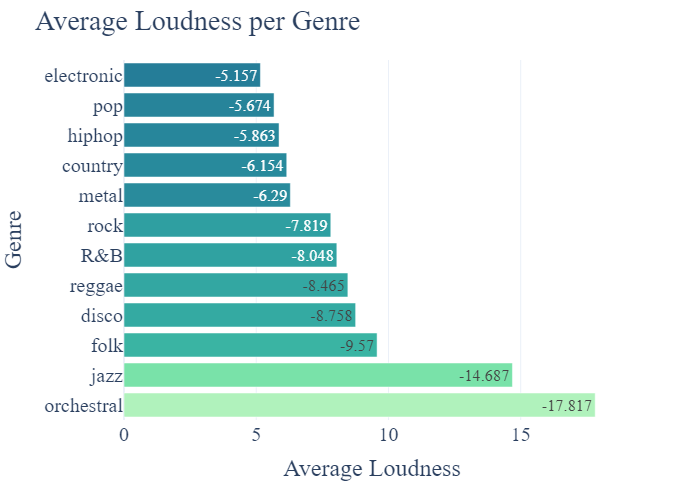 Average Loudness per Genre
electronic -5.157
pop -5.674
hiphop -5.863
country -6.154
metal -6.29
rock -7.819
R&B -8.048
reggae -8.465
disco -8.758
folk -9.57
jazz -14.687
orchestral -17.817
0 5 10 15
Average Loudness
Genre